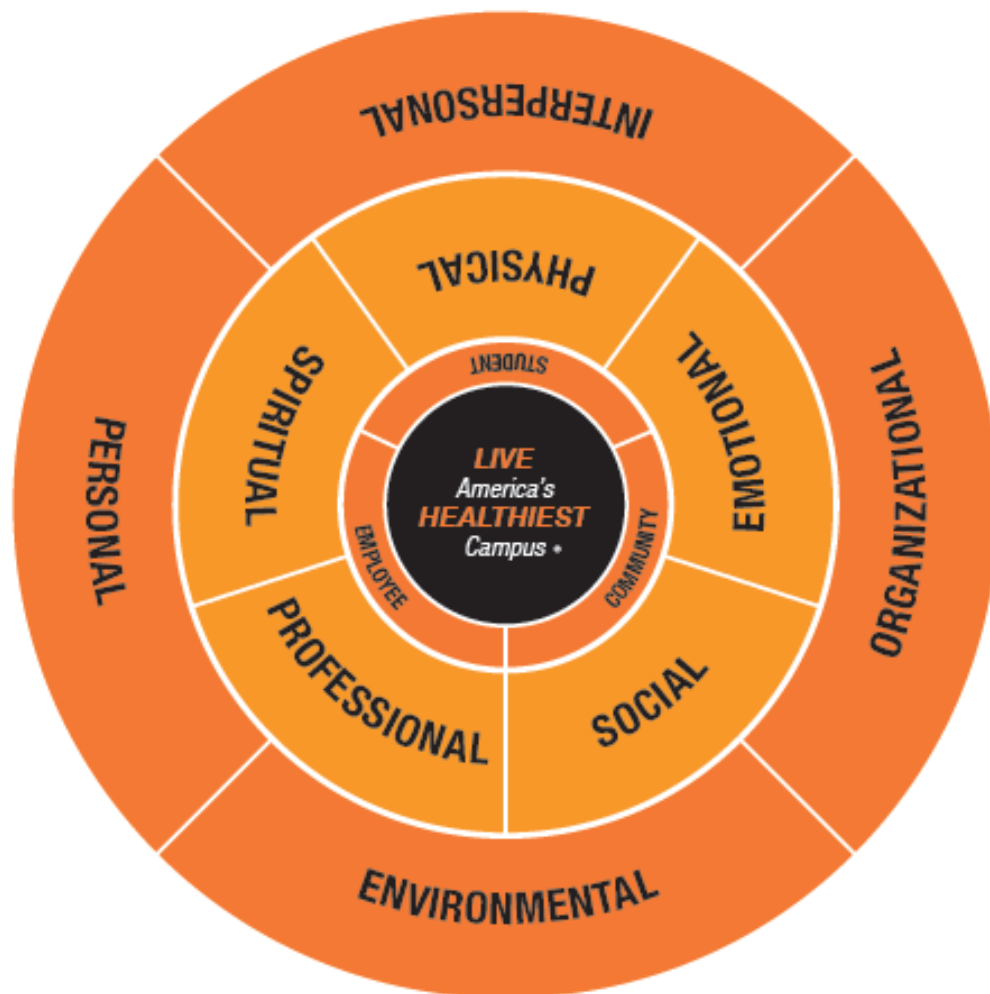 INTERPERSONAL
PHYSICAL
STUDENT
SPIRITUAL
EMOTIONAL
PERSONAL
ORGANIZATIONAL
LIVE
America's
HEALTHIEST
Campus
EMPLOYEE
COMMUNITY
PROFESSIONAL
SOCIAL
ENVIRONMENTAL